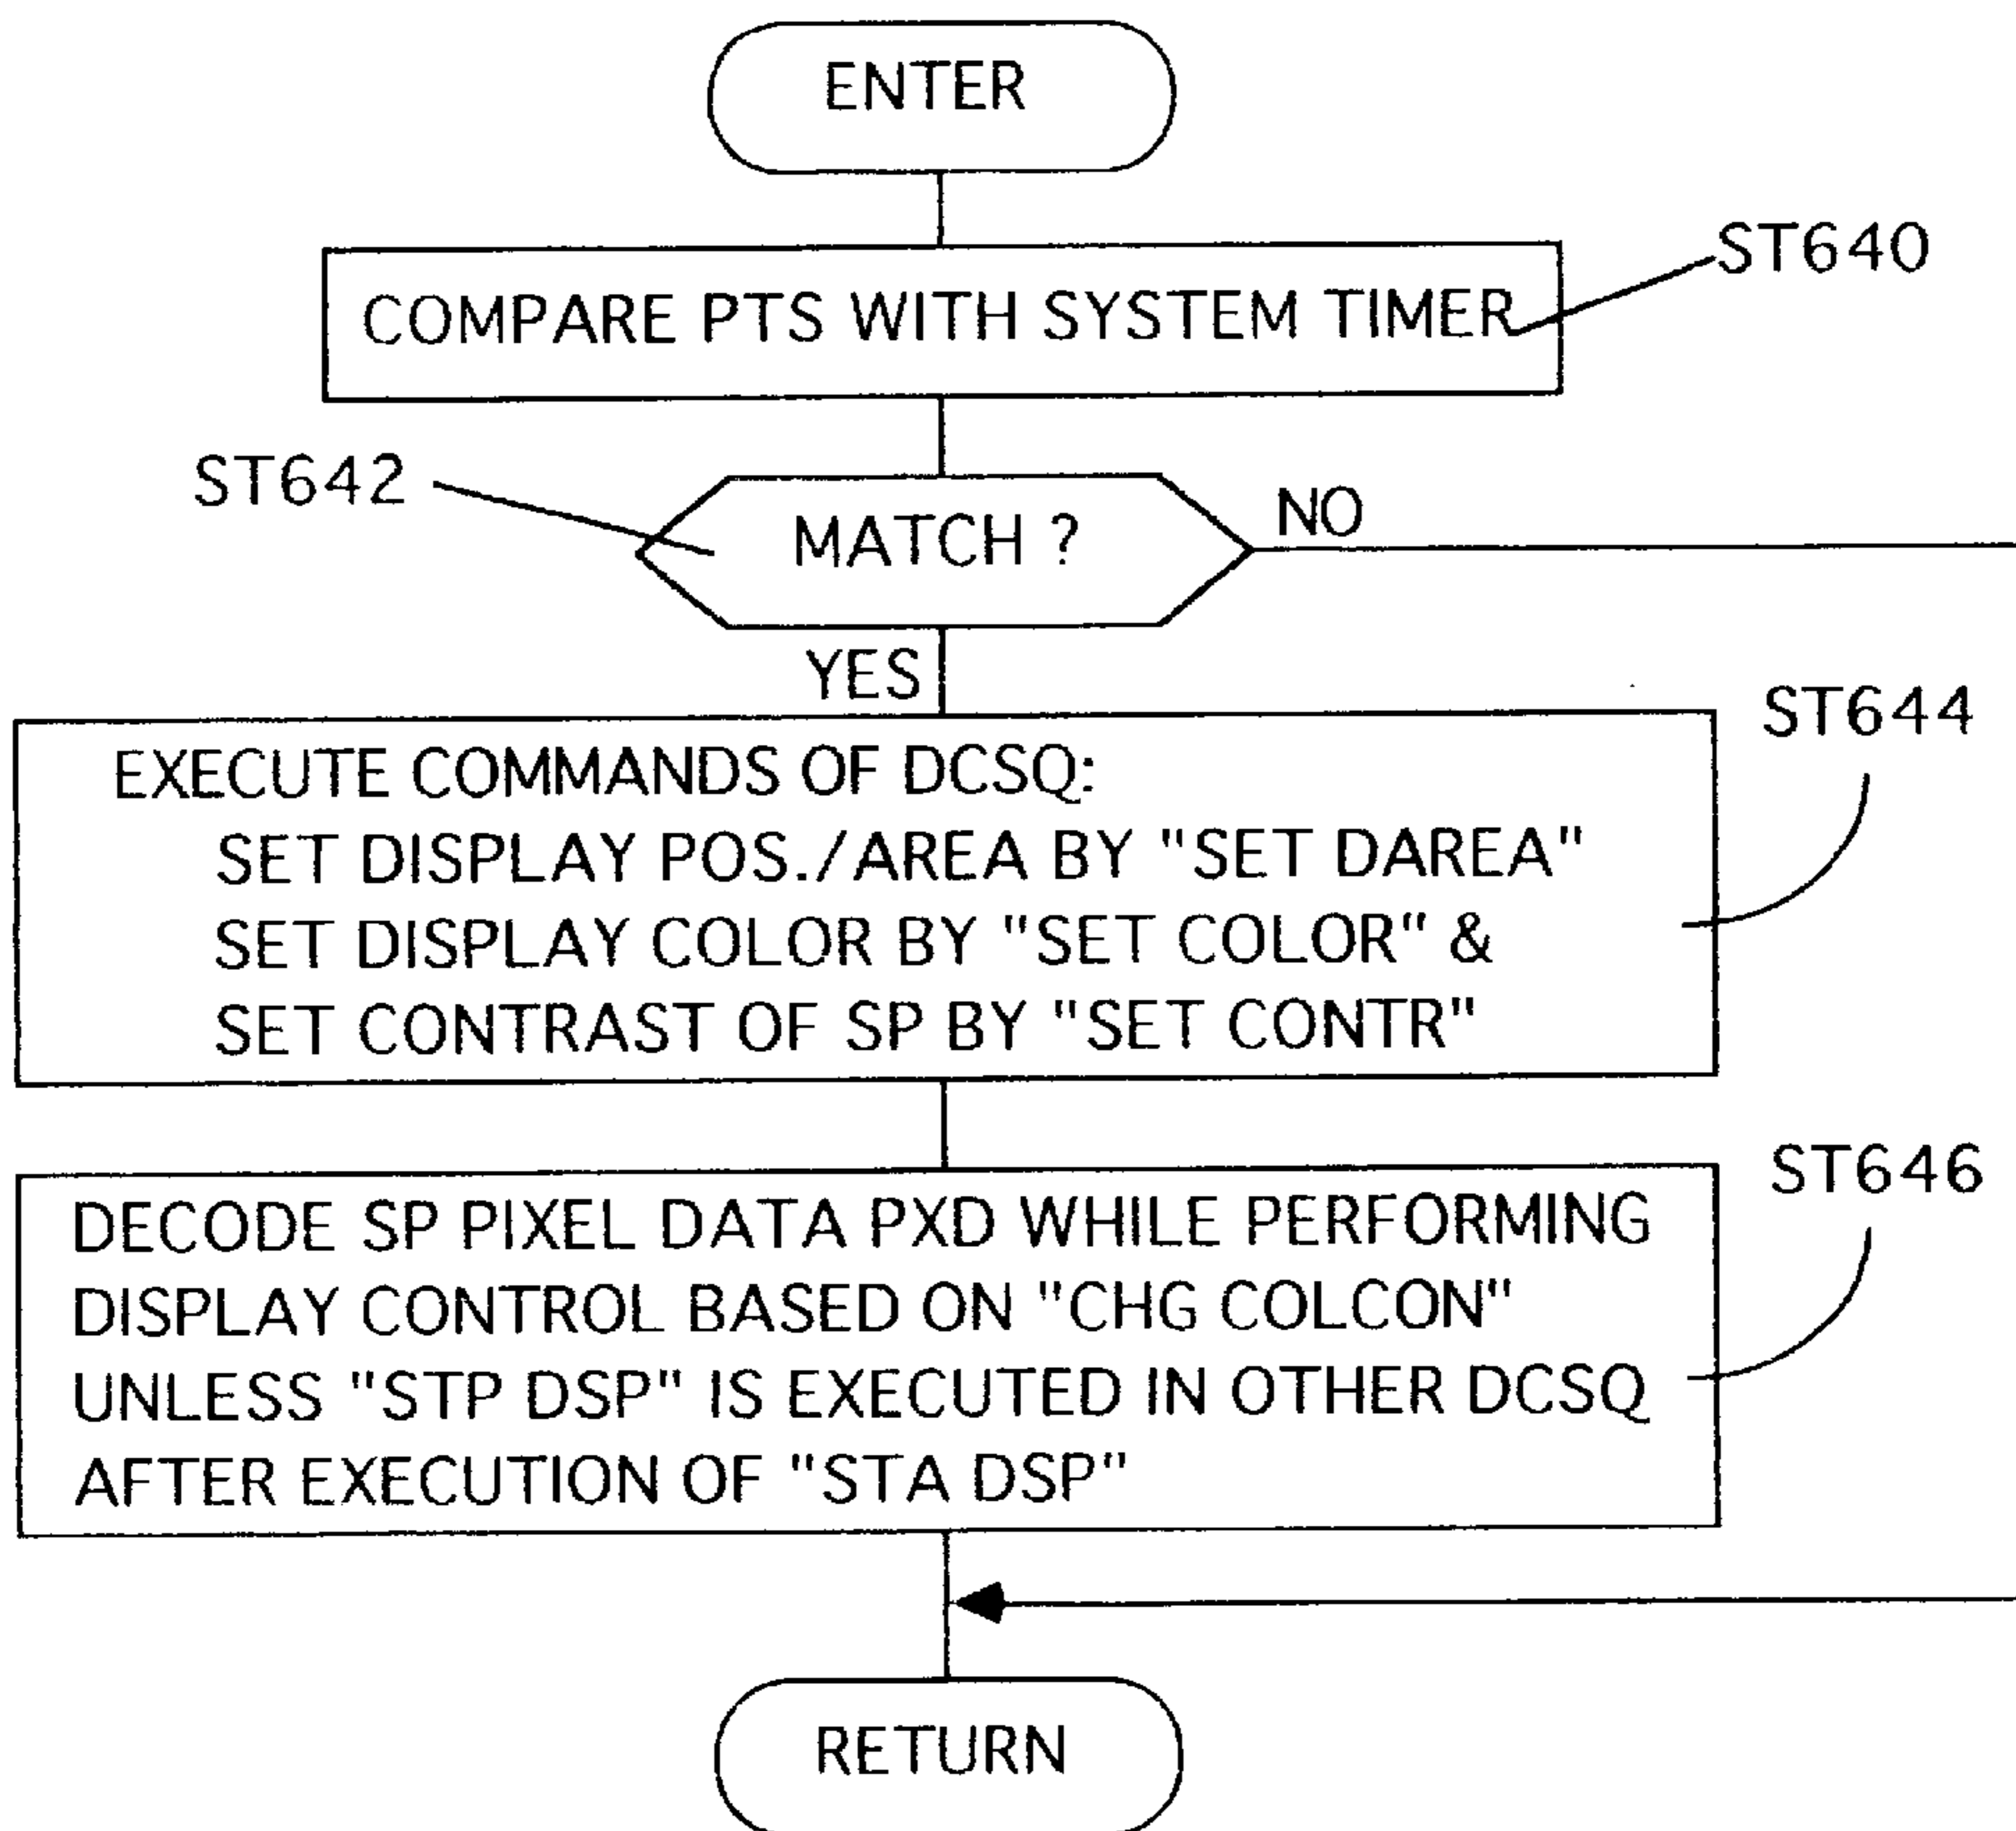 ENTER
COMPARE PTS WITH SYSTEM TIMER
ST640
ST642
MATCH ?
NO
YES
ST644
EXECUTE COMMANDS OF DCSQ:
SET DISPLAY POS./AREA BY "SET DAREA"
SET DISPLAY COLOR BY "SET COLOR" &
SET CONTRAST OF SP BY "SET CONTR"
ST646
DECODE SP PIXEL DATA PXD WHILE PERFORMING
DISPLAY CONTROL BASED ON "CHG COLCON"
UNLESS "STP DSP" IS EXECUTED IN OTHER DCSQ
AFTER EXECUTION OF "STA DSP"
RETURN